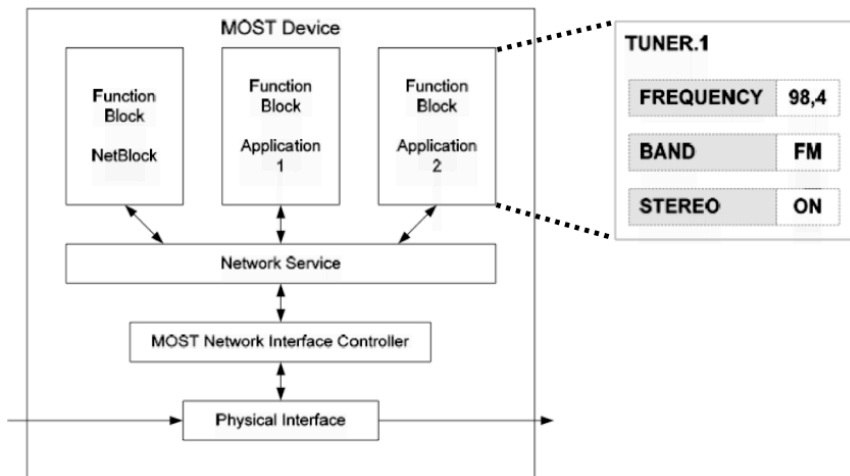 MOST Device
Function
Block
NetBlock
Function
Block
Application
1
Function
Block
Application
2
Network Service
MOST Network Interface Controller
Physical Interface
TUNER.1
FREQUENCY 98,4
BAND FM
STEREO ON